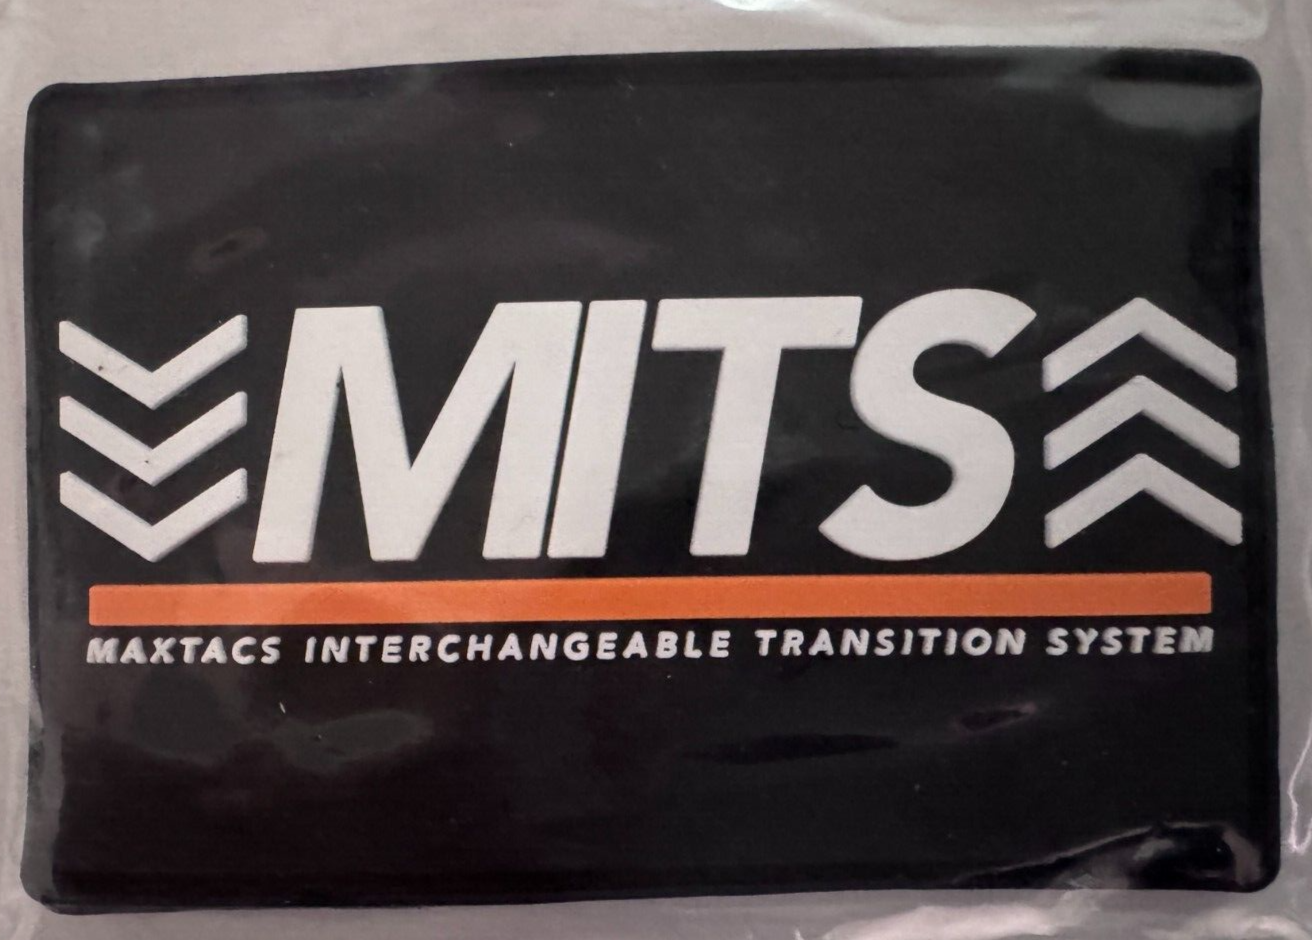 MITS
MAXTACS INTERCHANGEABLE TRANSITION SYSTEM